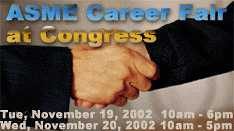 ASME Career Fair
at Congress
Tue, November 19, 2002 10am - 6pm
Wed, November 20, 2002 10am - 5pm